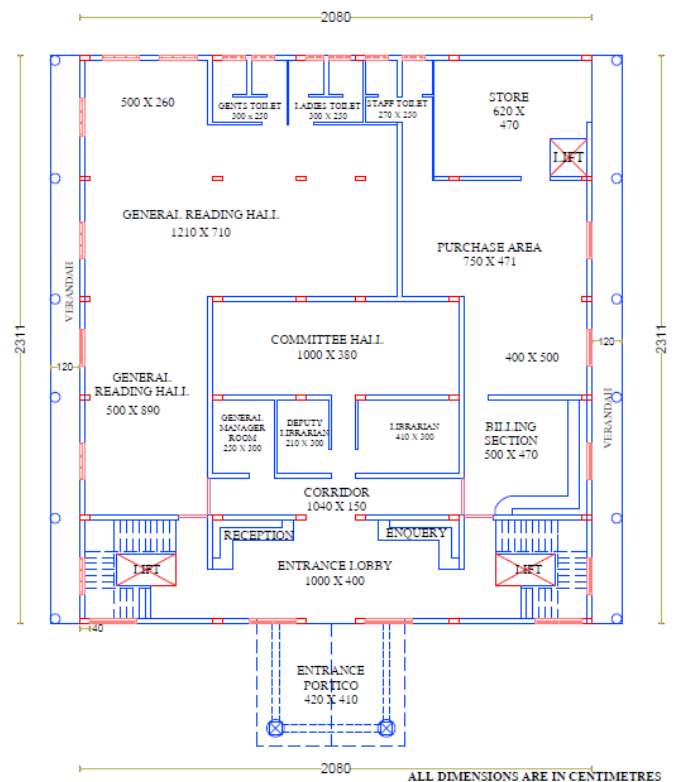 2080
500 X 260
GENTS TOILET
300 x 250
LADIES TOILET
300 X 250
STAFF TOILET
270 X 250
STORE
620 X
470
LIFT
GENERAL READING HALL
1210 X 710
PURCHASE AREA
750 X 471
VERANDAH
2311
2311
120
120
COMMITTEE HALL
1000 X 380
400 X 500
GENERAL
READING HALL
500 X 890
VERANDAH
GENERAL
MANAGER
ROOM
250 X 300
DEPUTY
LIBRARIAN
210 X 300
LIBRARIAN
410 X 300
BILLING
SECTION
500 X 470
CORRIDOR
1040 X 150
RECEPTION
ENQUERY
LIFT
ENTRANCE LOBBY
1000 X 400
LIFT
40
ENTRANCE
PORTICO
420 X 410
2080
ALL DIMENSIONS ARE IN CENTIMETRES